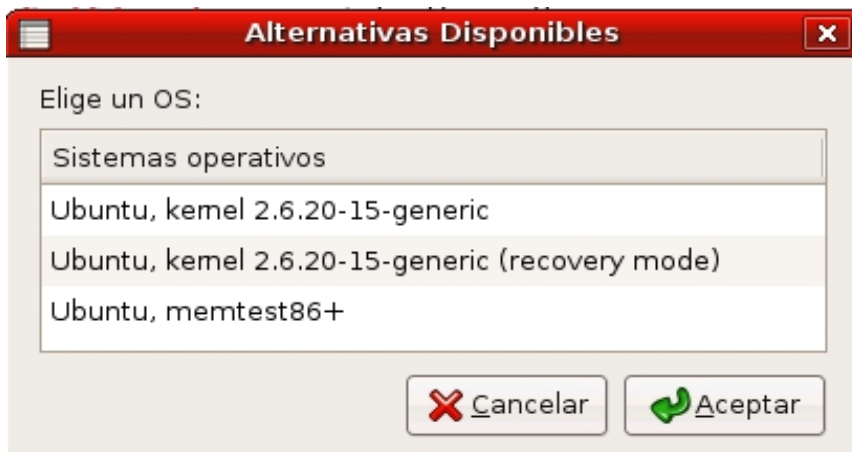 Alternativas Disponibles
Elige un OS:
Sistemas operativos
Ubuntu, kernel 2.6.20-15-generic
Ubuntu, kernel 2.6.20-15-generic (recovery mode)
Ubuntu, memtest86+
Cancelar Aceptar